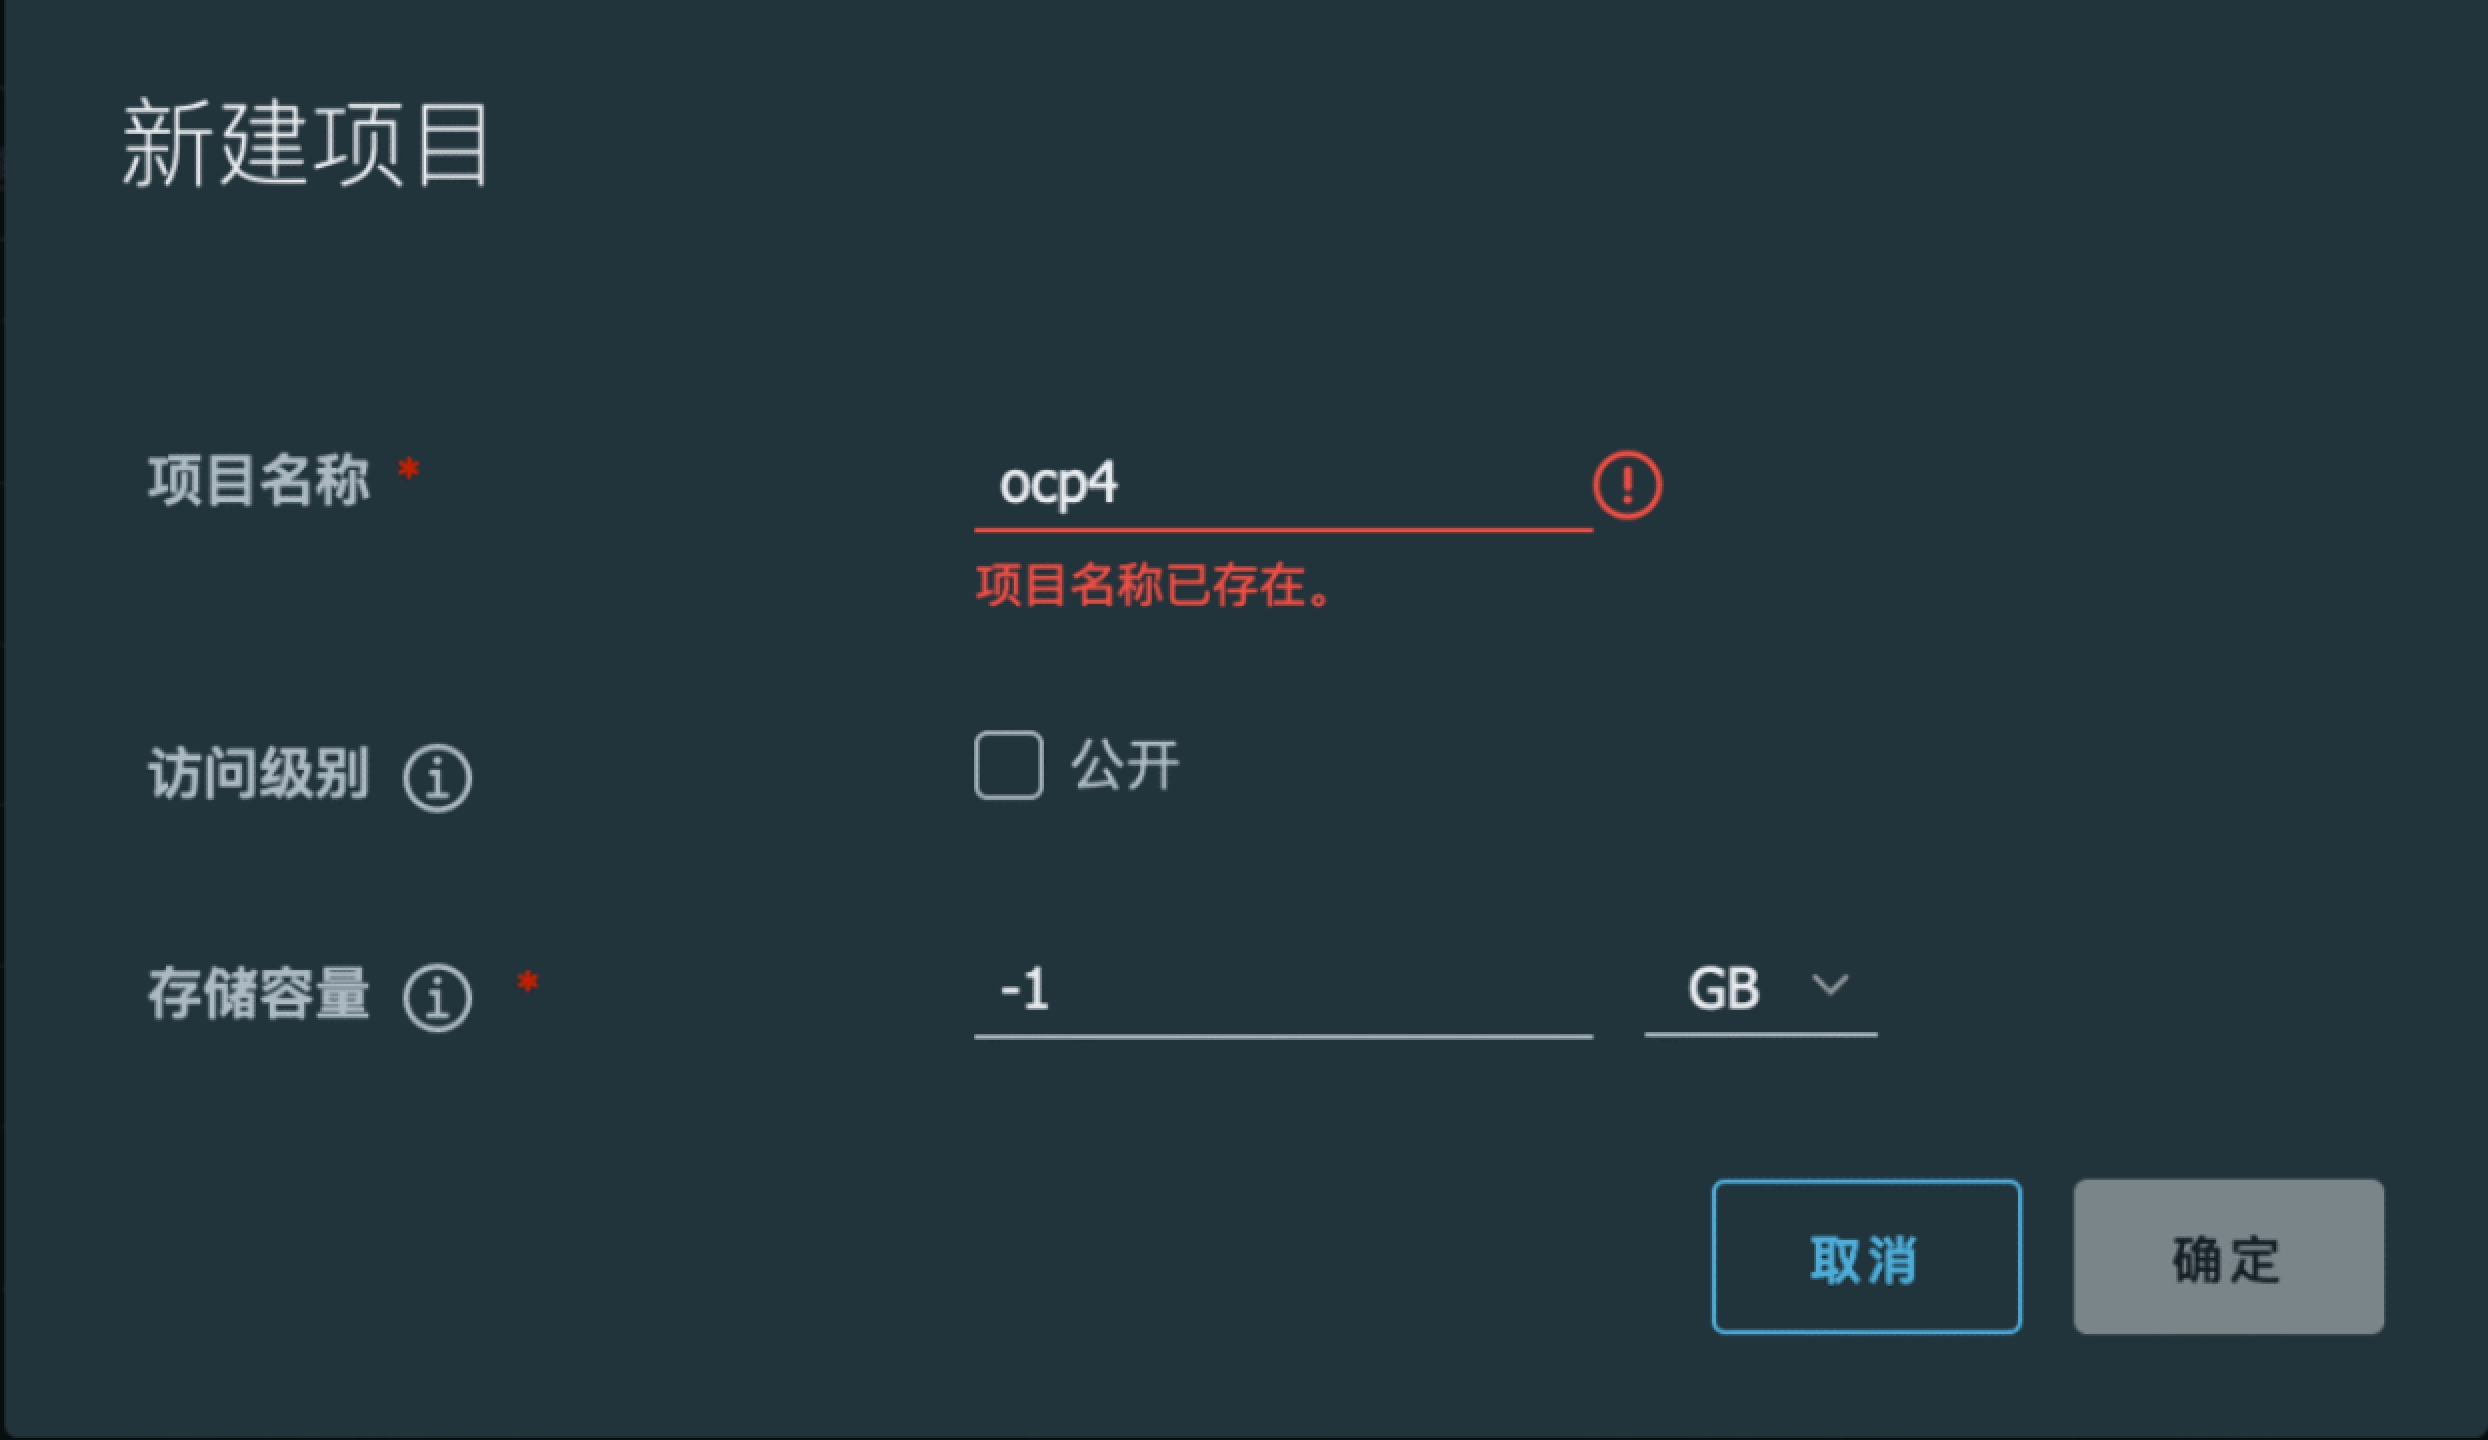 新建项目
项目名称 *
ocp4
项目名称已存在。
访问级别
公开
存储容量 *
-1
GB
取消
确定